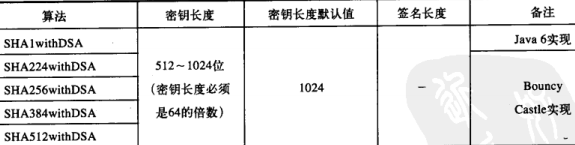 算法 密钥长度 密钥长度默认值 签名长度 备注
SHA1withDSA Java 6实现
SHA224withDSA
SHA256withDSA 512～1024位 (密钥长度必须是64的倍数) 1024 – Bouncy Castle实现
SHA384withDSA
SHA512withDSA